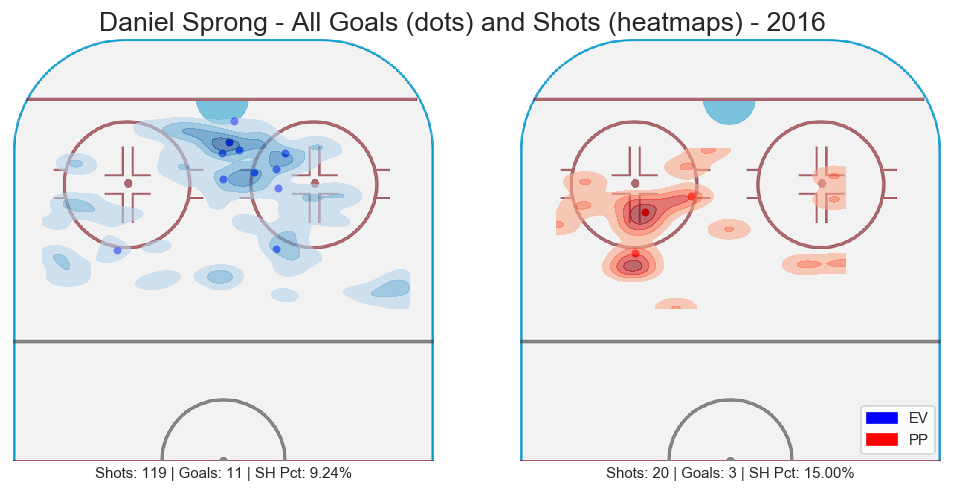 Daniel Sprong - All Goals (dots) and Shots (heatmaps) - 2016
EV
PP
Shots: 119 | Goals: 11 | SH Pct: 9.24%
Shots: 20 | Goals: 3 | SH Pct: 15.00%